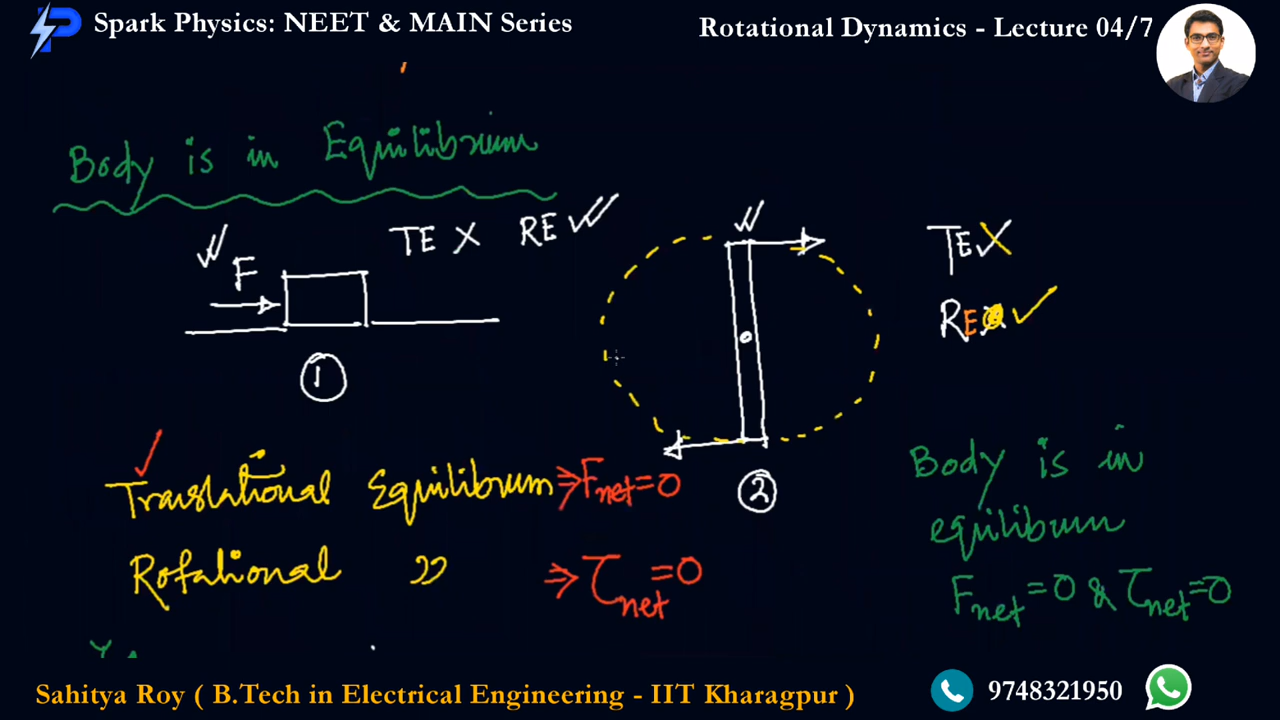 Spark Physics: NEET & MAIN Series
Rotational Dynamics - Lecture 04/7
Body is in Equilibrium
TE X RE ✓✓
F
1
TE X
RE ✓
2
Translational Equilibrium ⇒ Fnet = 0
Rotational " ⇒ τnet = 0
Body is in
equilibrium
Fnet = 0 & τnet = 0
Sahitya Roy ( B.Tech in Electrical Engineering - IIT Kharagpur )
9748321950